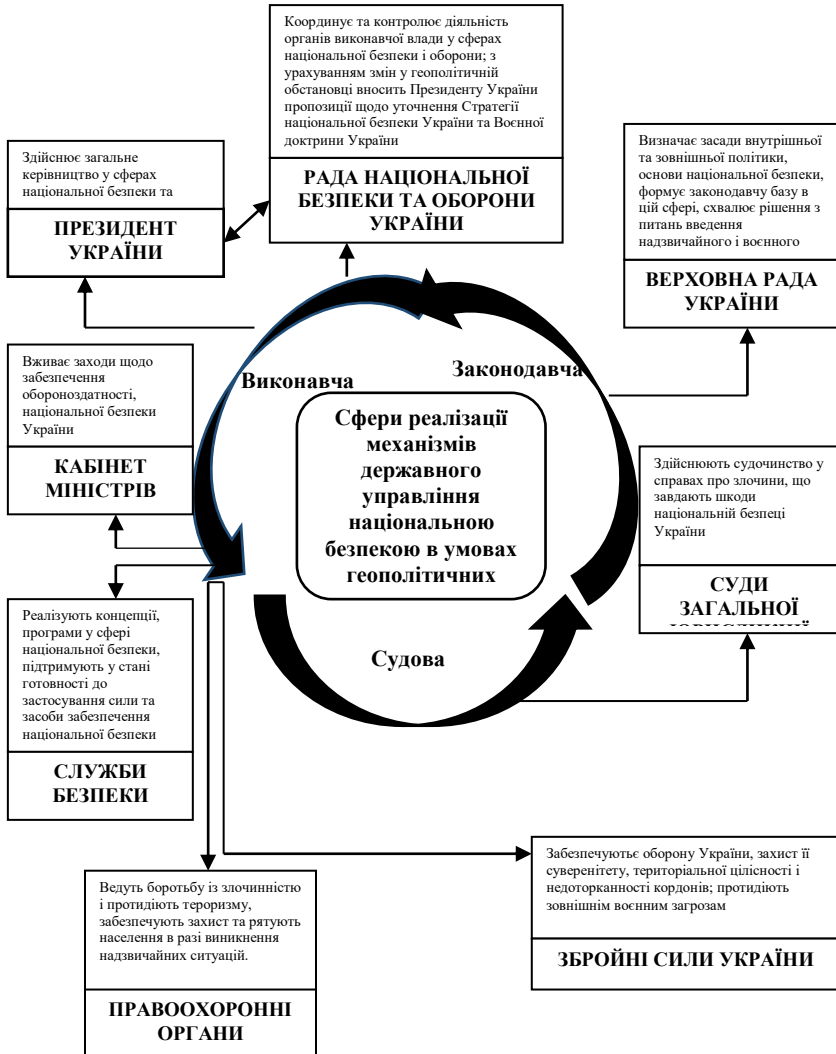 Координує та контролює діяльність
органів виконавчої влади у сферах
національної безпеки і оборони; з
урахуванням змін у геополітичній
обстановці вносить Президенту України
пропозиції щодо уточнення Стратегії
національної безпеки України та Воєнної
доктрини України
РАДА НАЦІОНАЛЬНОЇ
БЕЗПЕКИ ТА ОБОРОНИ
УКРАЇНИ
Здійснює загальне
керівництво у сферах
національної безпеки та
ПРЕЗИДЕНТ
УКРАЇНИ
Визначає засади внутрішньої
та зовнішньої політики,
основи національної безпеки,
формує законодавчу базу в
цій сфері, схвалює рішення з
питань введення
надзвичайного і воєнного
ВЕРХОВНА РАДА
УКРАЇНИ
Вживає заходи щодо
забезпечення
обороноздатності,
національної безпеки
України
КАБІНЕТ
МІНІСТРІВ
Виконавча
Законодавча
Судова
Сфери реалізації
механізмів
державного
управління
національною
безпекою в умовах
геополітичних
Здійснюють судочинство у
справах про злочини, що
завдають шкоди
національній безпеці
України
СУДИ
ЗАГАЛЬНОЇ
Реалізують концепції,
програми у сфері
національної безпеки,
підтримують у стані
готовності до
застосування сили та
засоби забезпечення
національної безпеки
СЛУЖБИ
БЕЗПЕКИ
Ведуть боротьбу із злочинністю
і протидіють тероризму,
забезпечують захист та рятують
населення в разі виникнення
надзвичайних ситуацій.
ПРАВООХОРОННІ
ОРГАНИ
Забезпечуютьє оборону України, захист її
суверенітету, територіальної цілісності і
недоторканності кордонів; протидіють
зовнішнім воєнним загрозам
ЗБРОЙНІ СИЛИ УКРАЇНИ